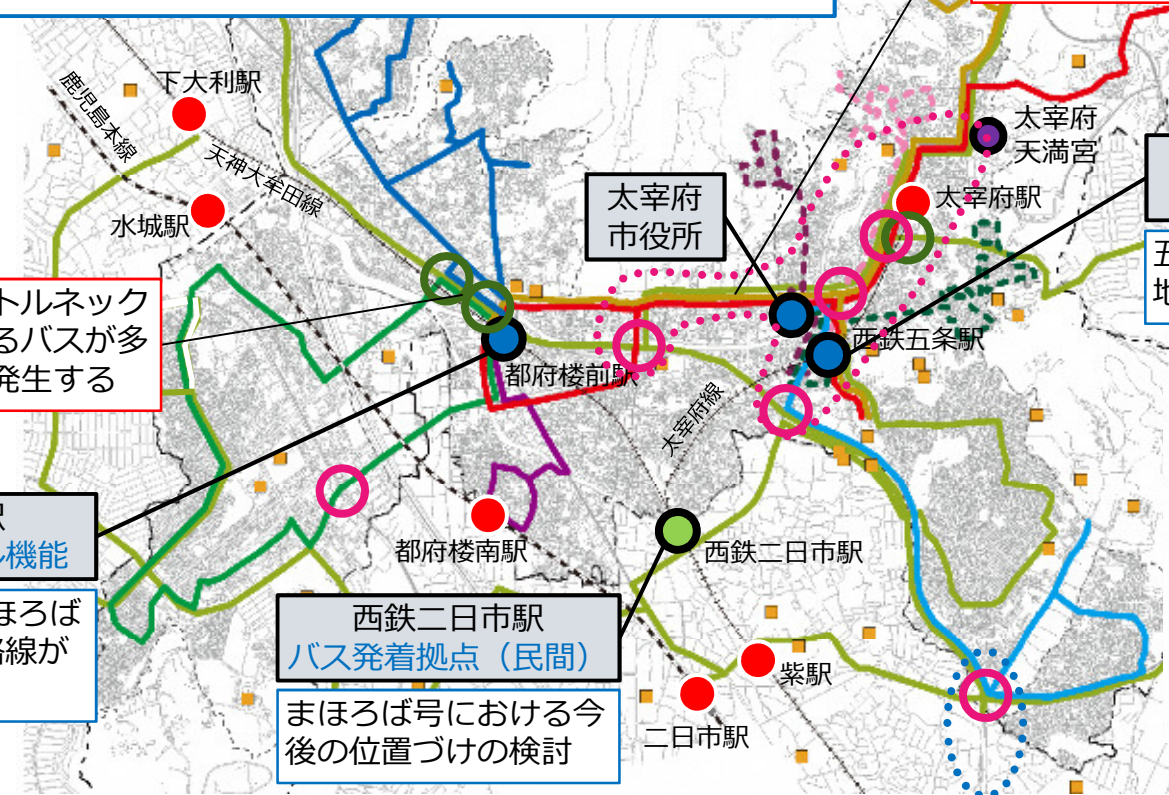 下大利駅
鹿児島本線
天神大牟田線
水城駅
太宰府
天満宮
太宰府駅
太宰府
市役所
五
地
トルネック
るバスが多
発生する
西鉄五条駅
都府楼前駅
太宰府線
駅
ル機能
ほろば
路線が
都府楼南駅
西鉄二日市駅
西鉄二日市駅
バス発着拠点(民間)
まほろば号における今
後の位置づけの検討
紫駅
二日市駅